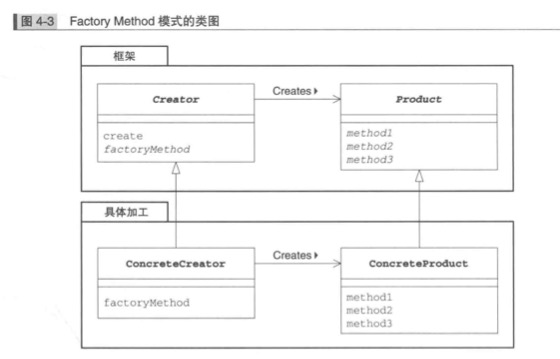 图 4-3 Factory Method 模式的类图
框架
Creator
Creates
Product
create
factoryMethod
method1
method2
method3
具体加工
ConcreteCreator
Creates
ConcreteProduct
factoryMethod
method1
method2
method3